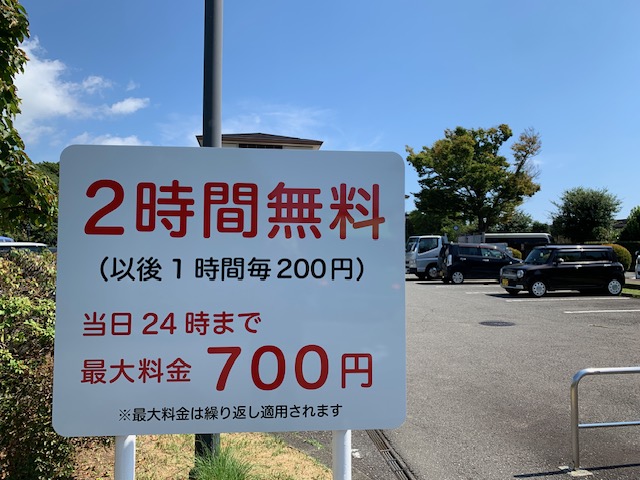 2時間無料
(以後1時間毎200円)
当日24時まで
最大料金 700円
※最大料金は繰り返し適用されます